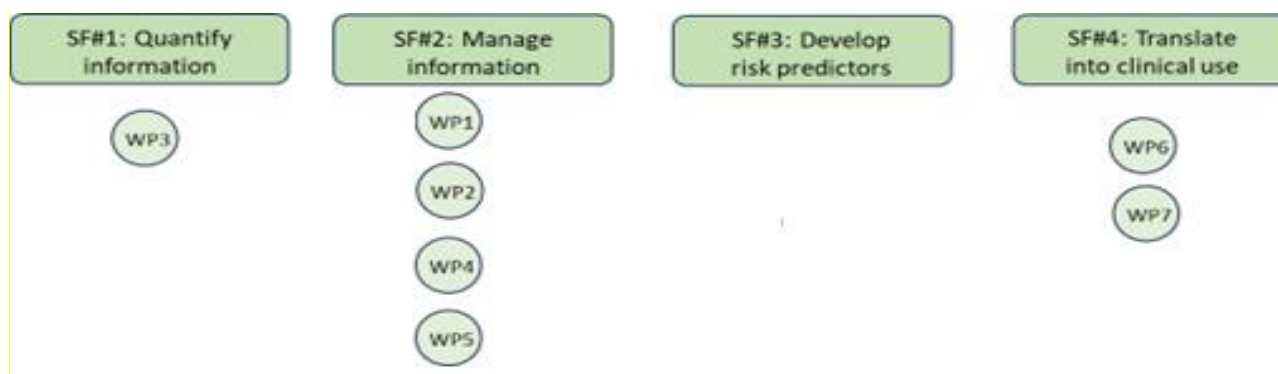 SF#1: Quantify
information
WP3
SF#2: Manage
information
WP1
WP2
WP4
WP5
SF#3: Develop
risk predictors
SF#4: Translate
into clinical use
WP6
WP7